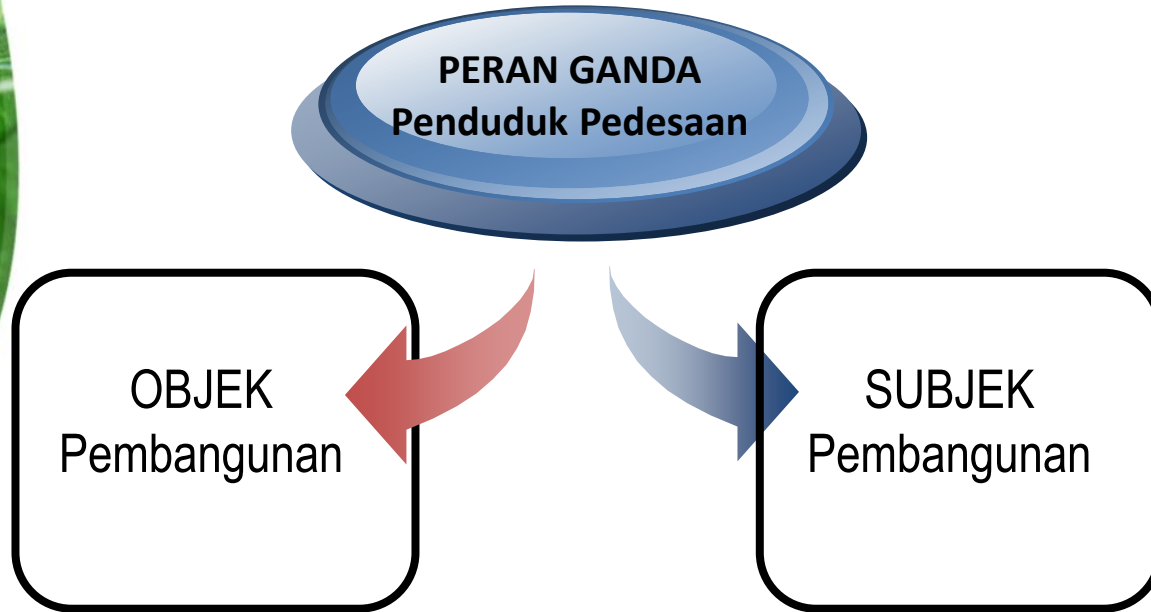 PERAN GANDA
Penduduk Pedesaan
OBJEK
Pembangunan
SUBJEK
Pembangunan